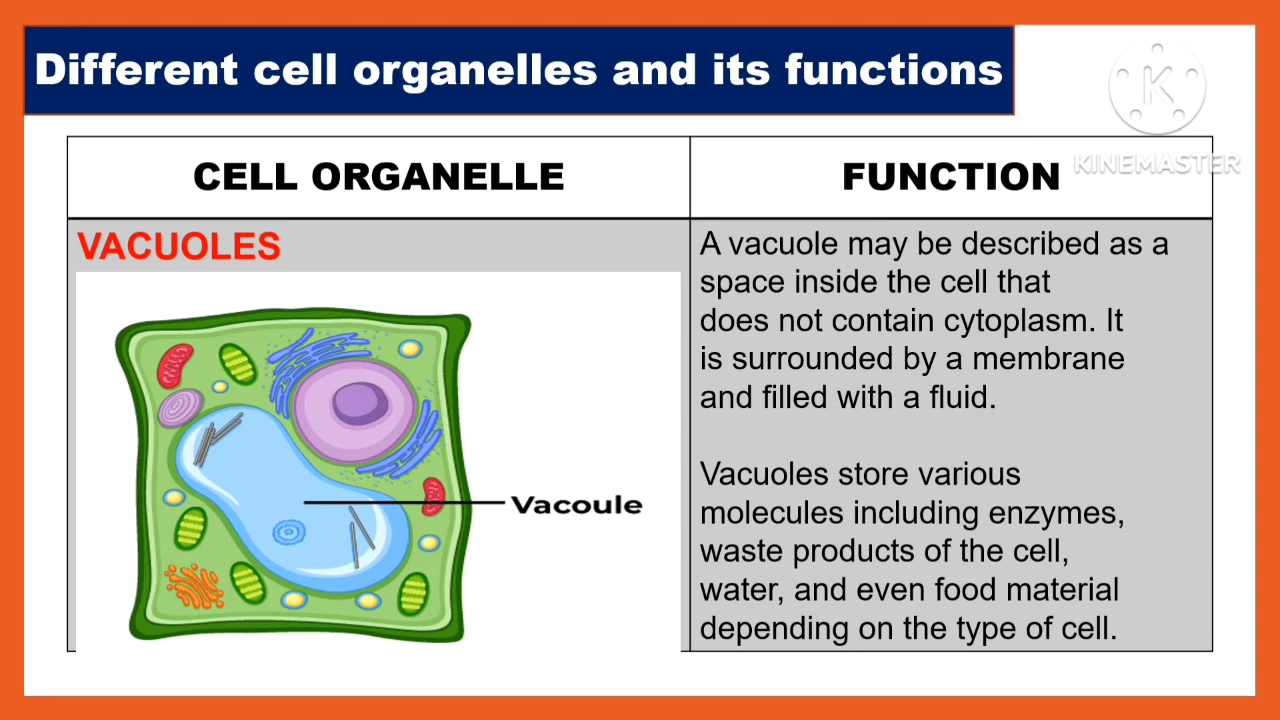 Different cell organelles and its functions
K
KINEMASTER
CELL ORGANELLE
FUNCTION
VACUOLES
Vacoule
A vacuole may be described as a
space inside the cell that
does not contain cytoplasm. It
is surrounded by a membrane
and filled with a fluid.
Vacuoles store various
molecules including enzymes,
waste products of the cell,
water, and even food material
depending on the type of cell.